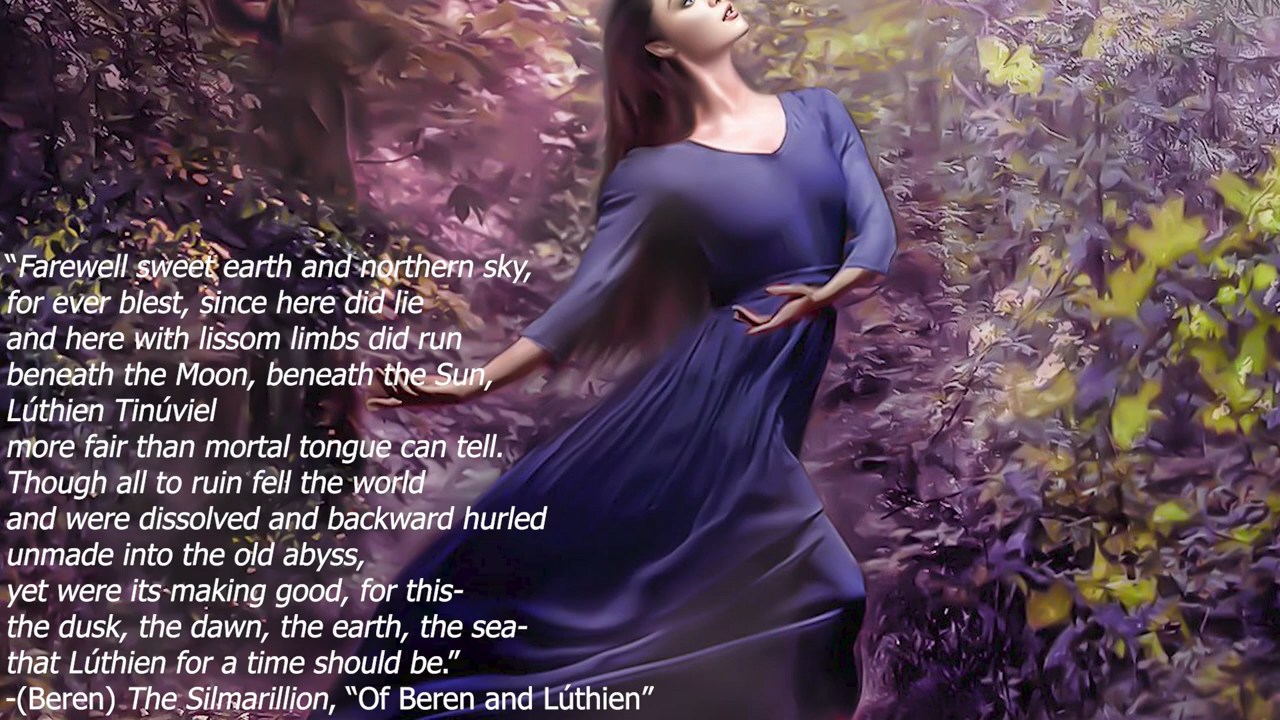 “Farewell sweet earth and northern sky,
for ever blest, since here did lie
and here with lissom limbs did run
beneath the Moon, beneath the Sun,
Lúthien Tinúviel
more fair than mortal tongue can tell.
Though all to ruin fell the world
and were dissolved and backward hurled
unmade into the old abyss,
yet were its making good, for this-
the dusk, the dawn, the earth, the sea-
that Lúthien for a time should be.”
-(Beren) The Silmarillion, “Of Beren and Lúthien”